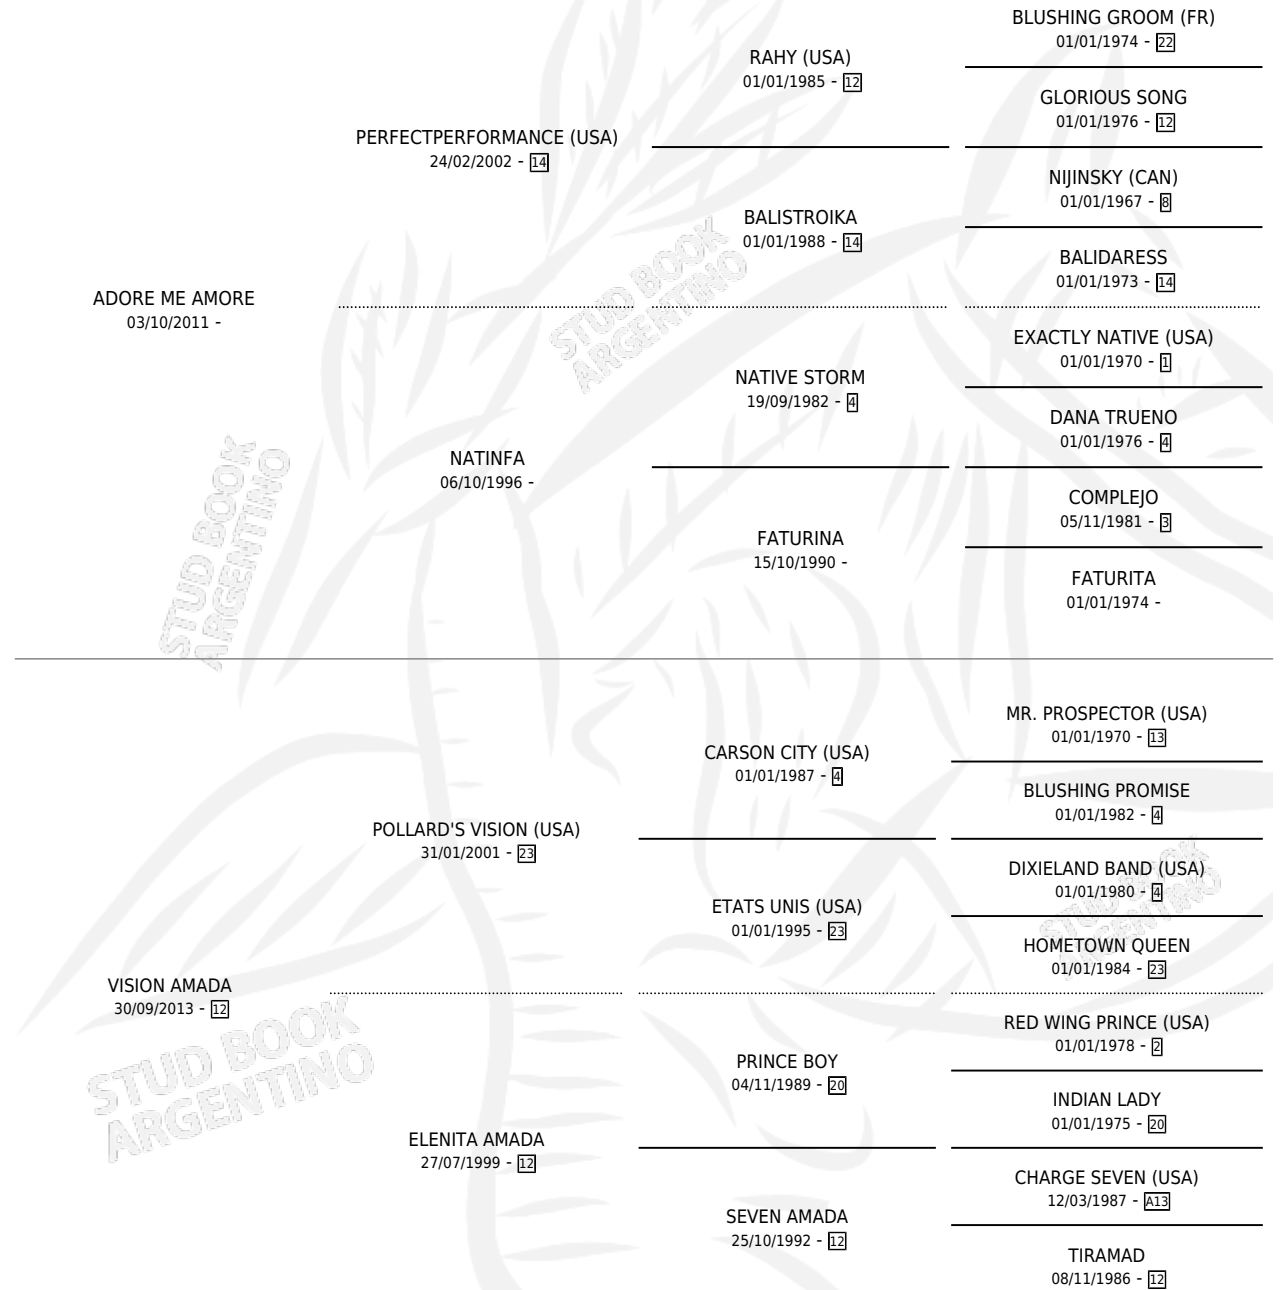 BLUSHING GROOM (FR)
01/01/1974 - 22
RAHY (USA)
01/01/1985 - 12
GLORIOUS SONG
01/01/1976 - 12
PERFECTPERFORMANCE (USA)
24/02/2002 - 14
NIJINSKY (CAN)
01/01/1967 - 8
BALISTROIKA
01/01/1988 - 14
BALIDARESS
01/01/1973 - 14
ADORE ME AMORE
03/10/2011 -
EXACTLY NATIVE (USA)
01/01/1970 - 1
NATIVE STORM
19/09/1982 - 4
DANA TRUENO
01/01/1976 - 4
NATINFA
06/10/1996 -
COMPLEJO
05/11/1981 - 3
FATURINA
15/10/1990 -
FATURITA
01/01/1974 -
STUD BOOK
ARGENTINO
STUD BOOK
ARGENTINO
MR. PROSPECTOR (USA)
01/01/1970 - 13
CARSON CITY (USA)
01/01/1987 - 4
BLUSHING PROMISE
01/01/1982 - 4
POLLARD'S VISION (USA)
31/01/2001 - 23
DIXIELAND BAND (USA)
01/01/1980 - 4
ETATS UNIS (USA)
01/01/1995 - 23
HOMETOWN QUEEN
01/01/1984 - 23
VISION AMADA
30/09/2013 - 12
RED WING PRINCE (USA)
01/01/1978 - 2
PRINCE BOY
04/11/1989 - 20
INDIAN LADY
01/01/1975 - 20
ELENITA AMADA
27/07/1999 - 12
CHARGE SEVEN (USA)
12/03/1987 - A13
SEVEN AMADA
25/10/1992 - 12
TIRAMAD
08/11/1986 - 12
STUD BOOK
ARGENTINO
STUD BOOK
ARGENTINO